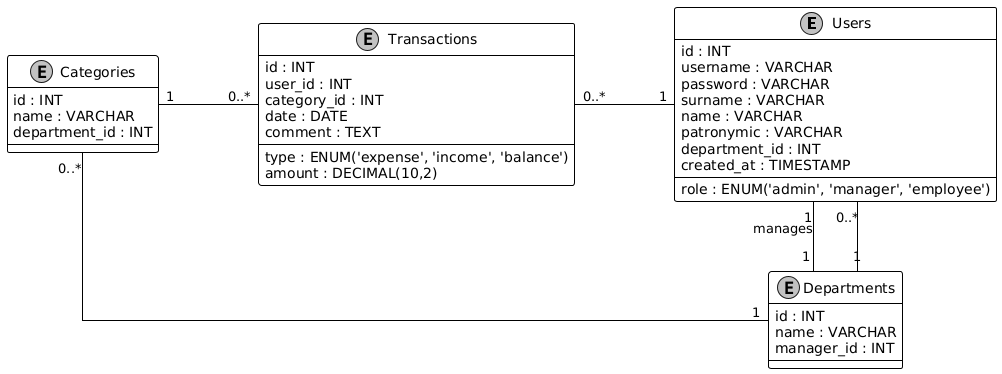 E Categories
id : INT
name : VARCHAR
department_id : INT
1
0..*
0..*
E Transactions
id : INT
user_id : INT
category_id : INT
date : DATE
comment : TEXT
type : ENUM('expense', 'income', 'balance')
amount : DECIMAL(10,2)
0..*
1
E Users
id : INT
username : VARCHAR
password : VARCHAR
surname : VARCHAR
name : VARCHAR
patronymic : VARCHAR
department_id : INT
created_at : TIMESTAMP
role : ENUM('admin', 'manager', 'employee')
1
0..*
manages
1
1
1
E Departments
id : INT
name : VARCHAR
manager_id : INT